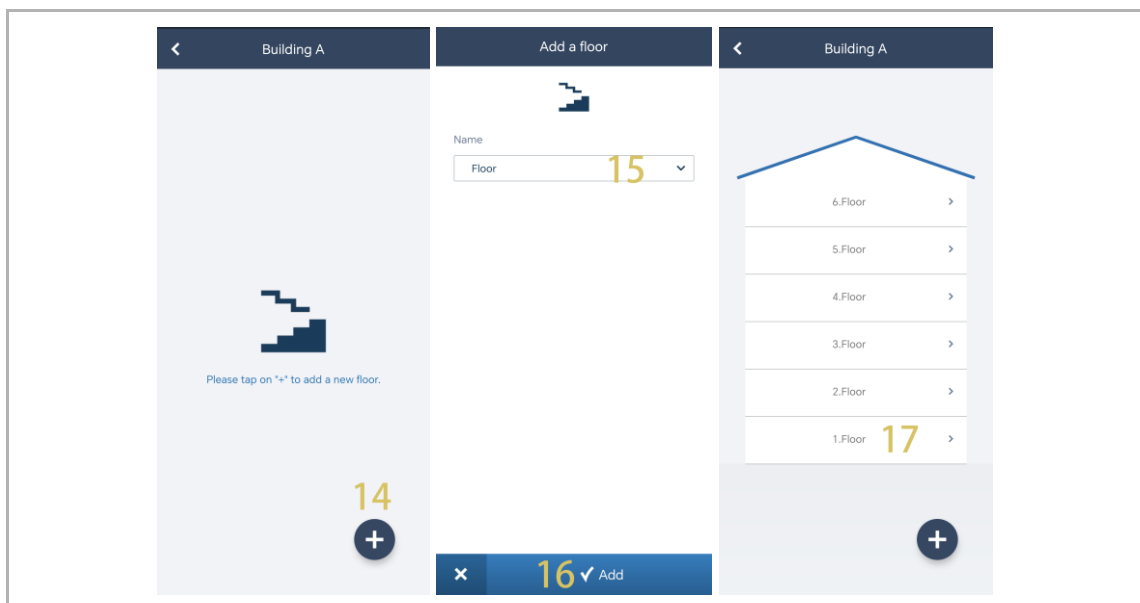 Building A
Please tap on "+" to add a new floor.
14
Add a floor
Name
Floor
15
16
Add
Building A
6.Floor
5.Floor
4.Floor
3.Floor
2.Floor
1.Floor
17